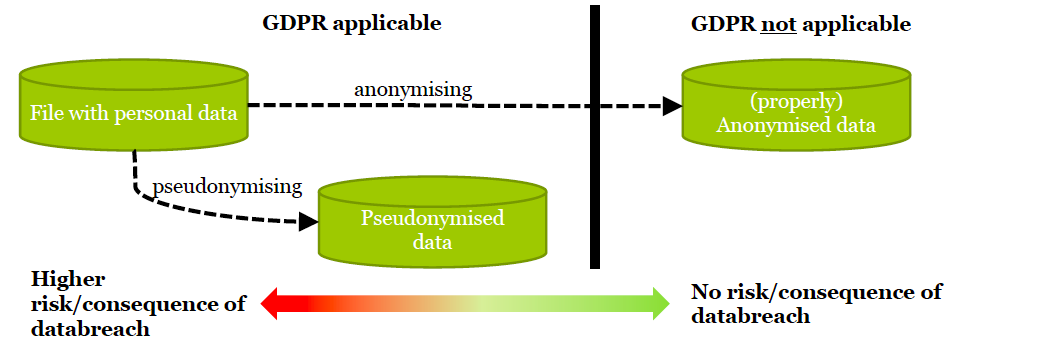 GDPR applicable
GDPR not applicable
anonymising
File with personal data
(properly)
Anonymised data
pseudonymising
Pseudonymised
data
Higher
risk/consequence of
databreach
No risk/consequence of
databreach